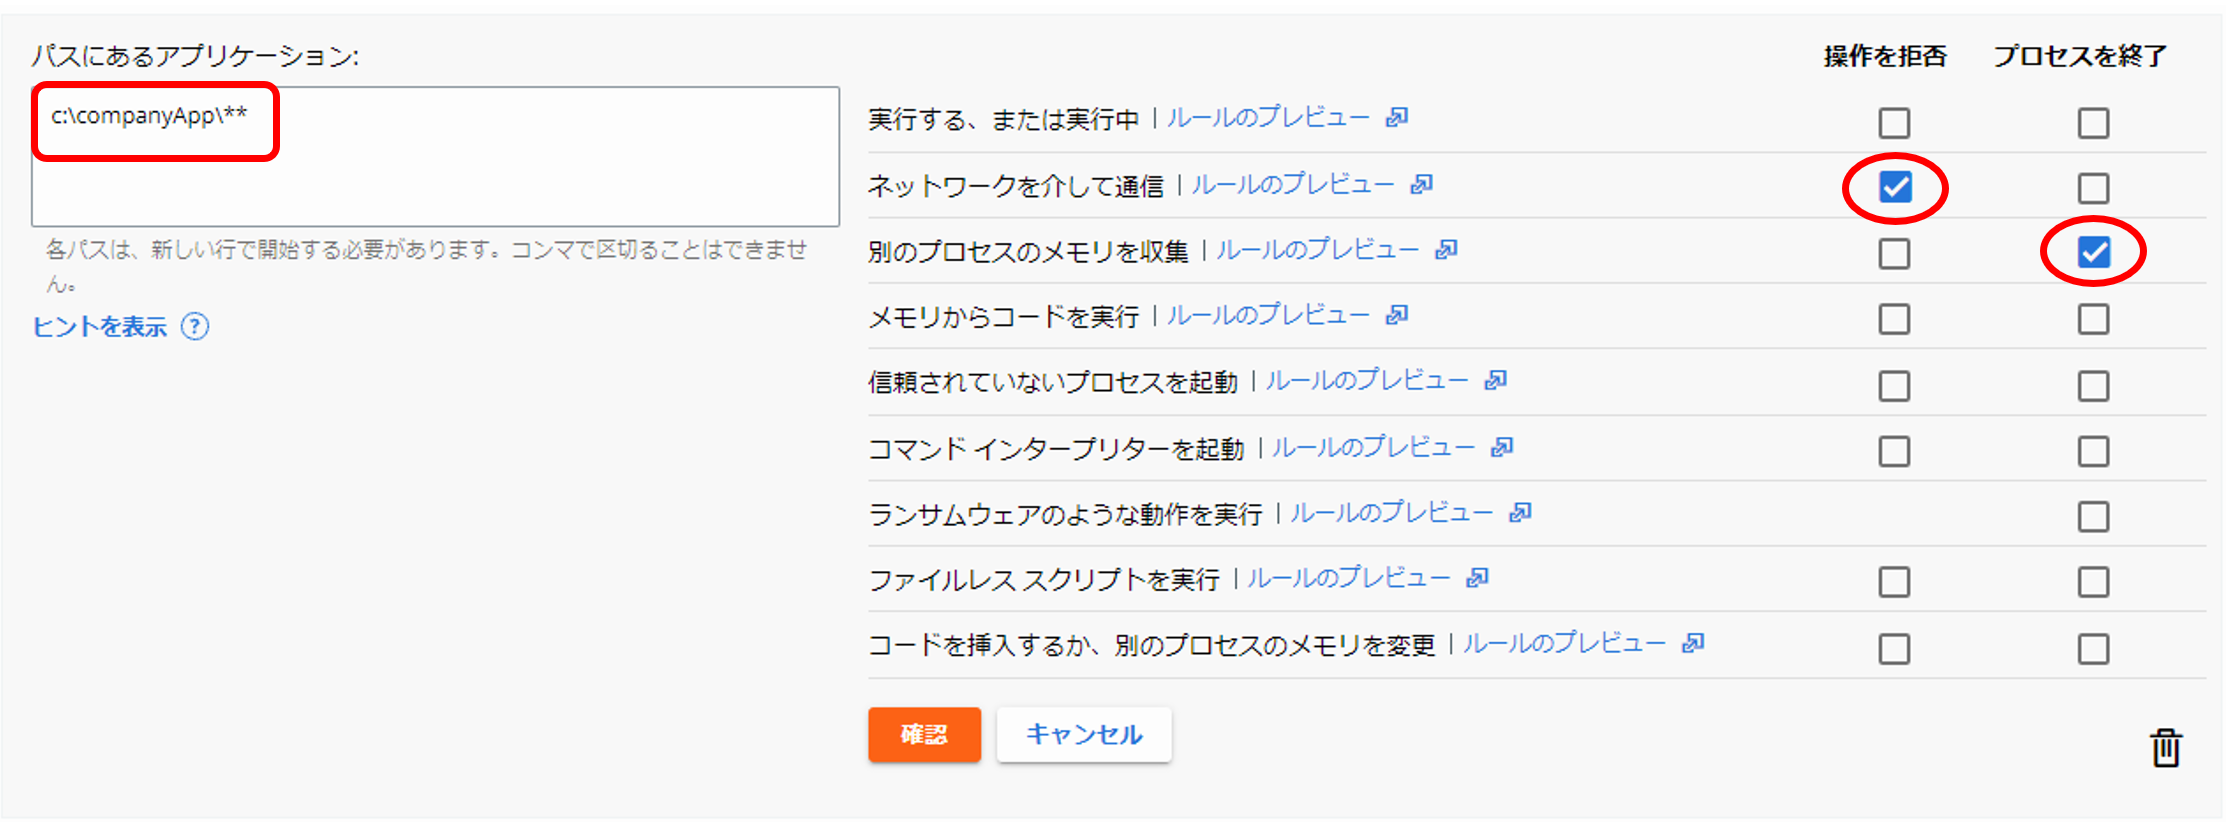 パスにあるアプリケーション:
操作を拒否 プロセスを終了
c:\companyApp\**
各パスは、新しい行で開始する必要があります。コンマで区切ることはできませ
ん。
ヒントを表示 ?
実行する、または実行中 | ルールのプレビュー
ネットワークを介して通信 | ルールのプレビュー
別のプロセスのメモリを収集 | ルールのプレビュー
メモリからコードを実行 | ルールのプレビュー
信頼されていないプロセスを起動 | ルールのプレビュー
コマンド インタープリターを起動 | ルールのプレビュー
ランサムウェアのような動作を実行 | ルールのプレビュー
ファイルレス スクリプトを実行 | ルールのプレビュー
コードを挿入するか、別のプロセスのメモリを変更 | ルールのプレビュー
確認 キャンセル